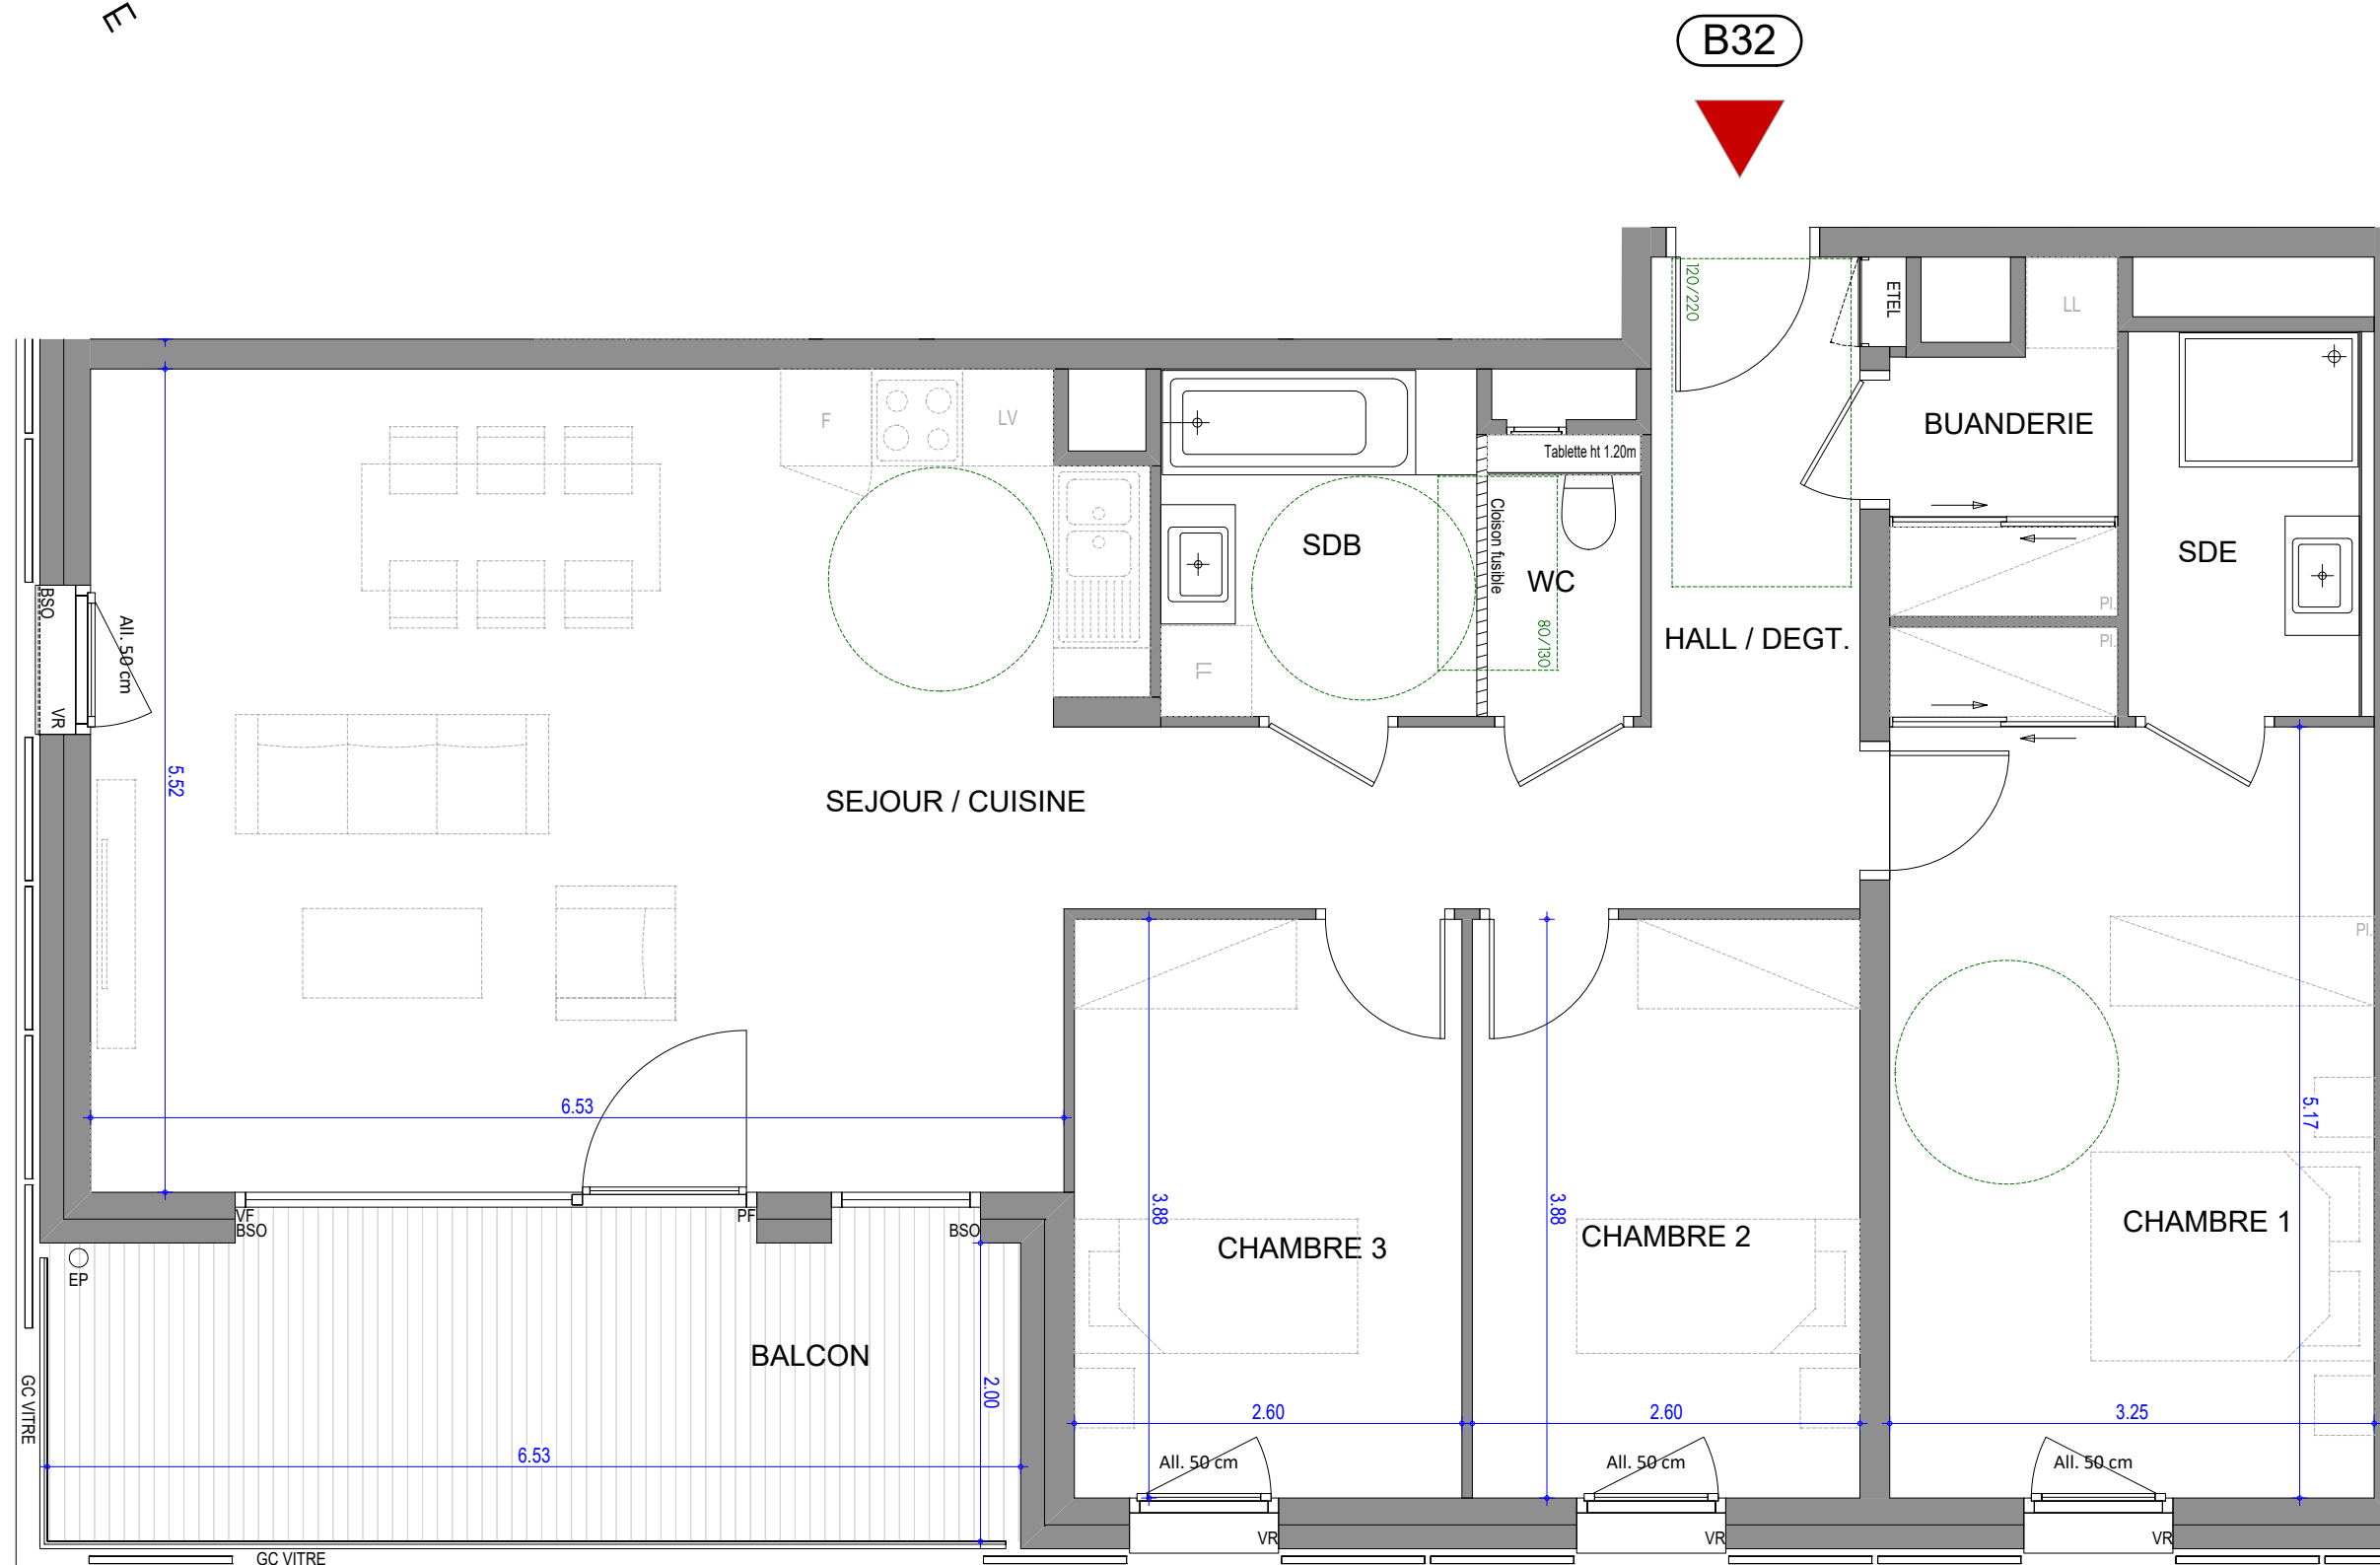 E
B32
120/220
ETEL
LL
F
LV
BUANDERIE
Tablette ht 1.20m
Cloison fusible
SDB
WC
SDE
BSO
All. 50 cm
VR
80/130
Pl.
HALL / DEGT.
Pl.
LL
5.52
SEJOUR / CUISINE
Pl.
6.53
5.17
3.88
3.88
VF
BSO
PF
BSO
CHAMBRE 3
CHAMBRE 2
CHAMBRE 1
EP
BALCON
2.00
GC VITRE
2.60
2.60
3.25
6.53
All. 50 cm
All. 50 cm
All. 50 cm
VR
VR
VR
GC VITRE